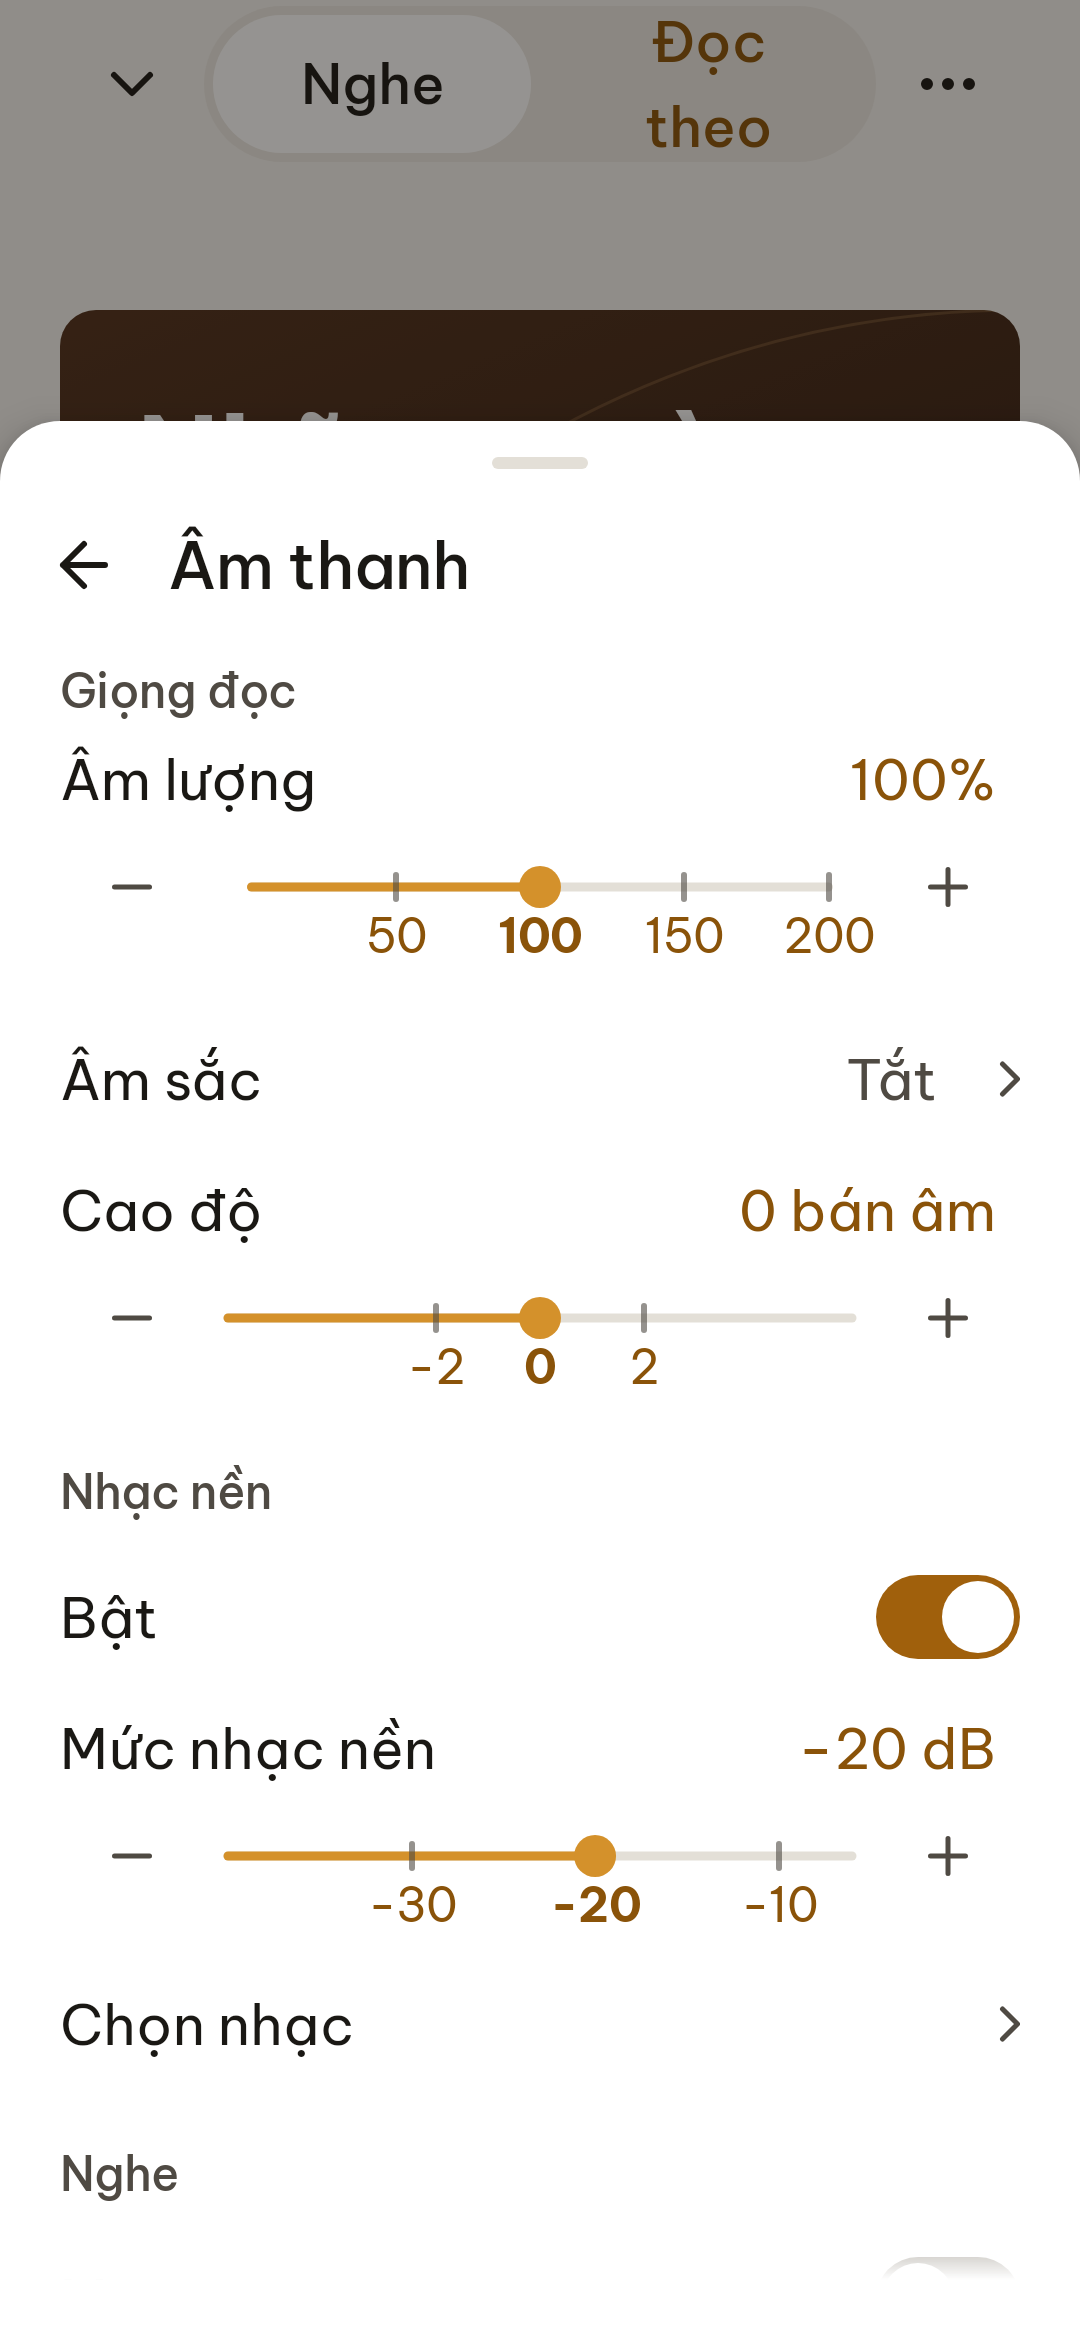 Nghe
Đọc
theo
Âm thanh
Giọng đọc
Âm lượng
100%
50
100
150
200
Âm sắc
Tắt
Cao độ
0 bán âm
-2
0
2
Nhạc nền
Bật
Mức nhạc nền
-20 dB
-30
-20
-10
Chọn nhạc
Nghe